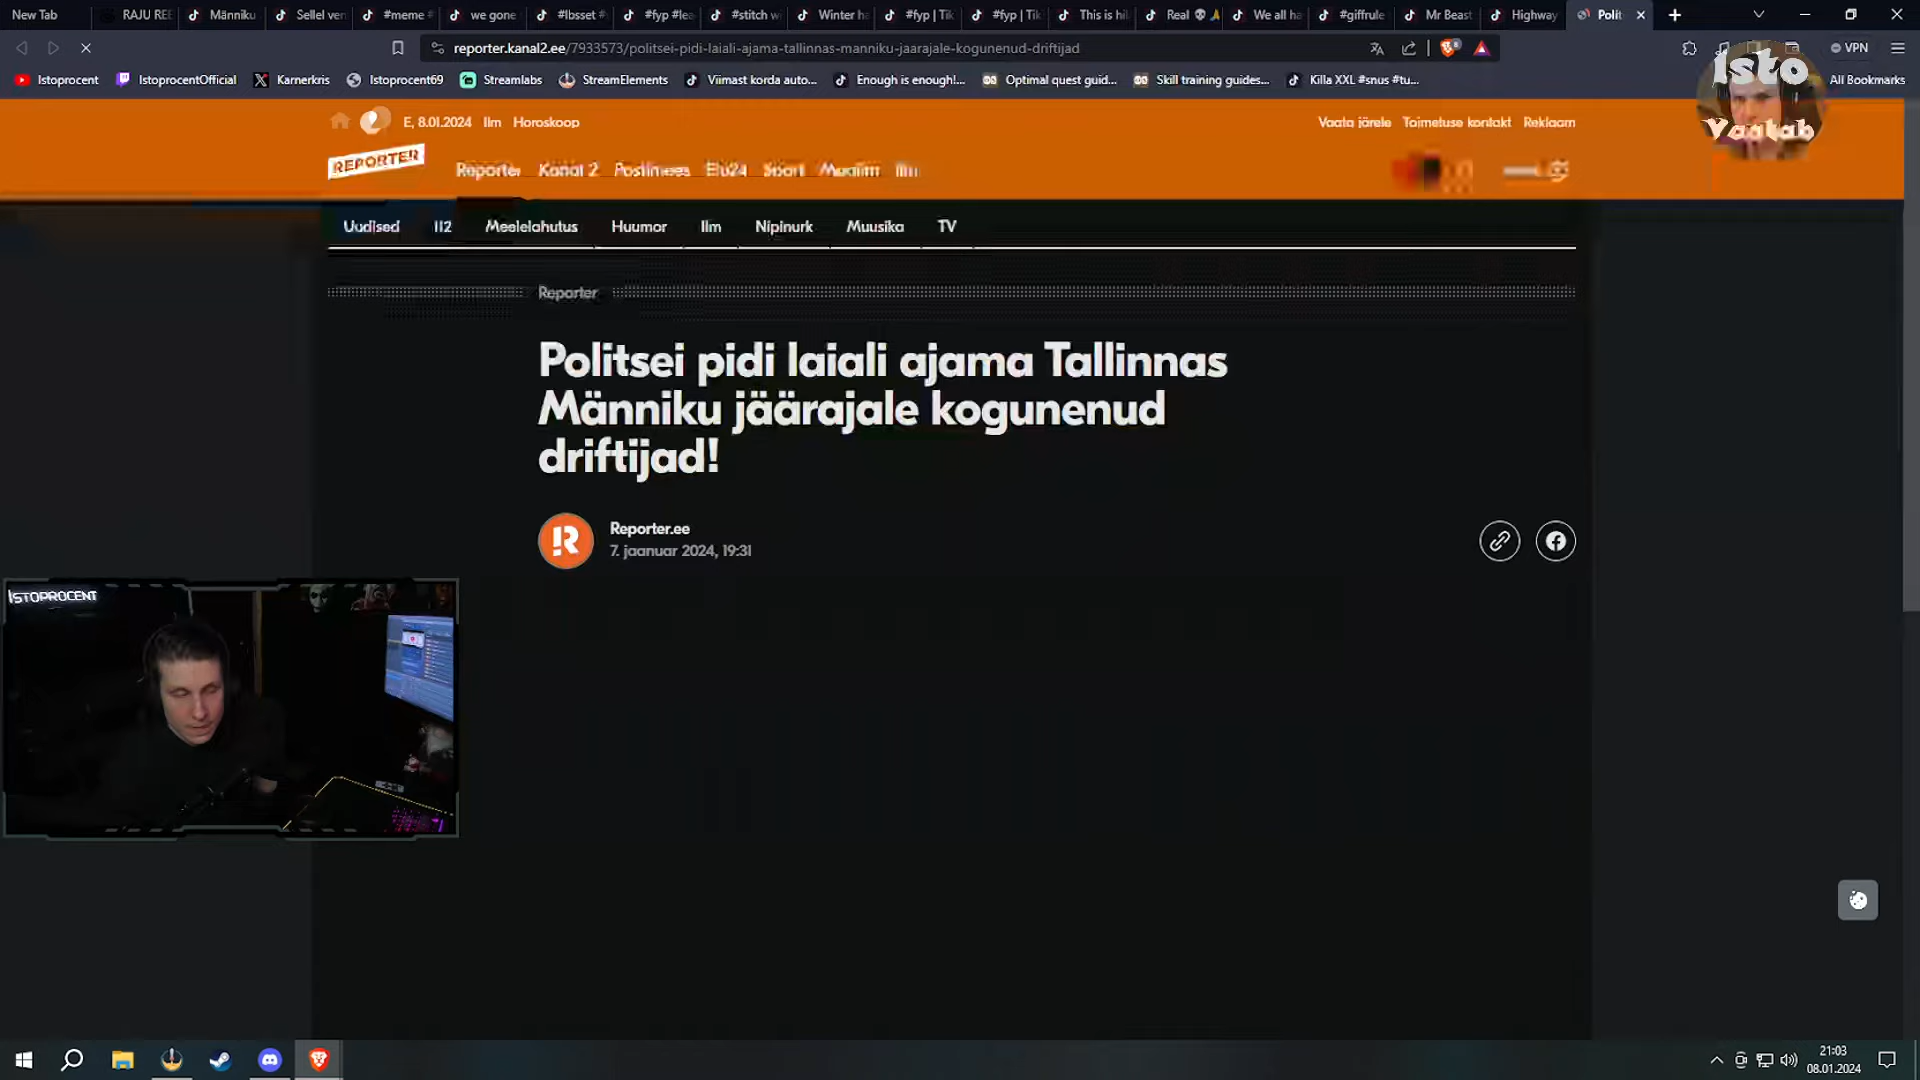 New Tab
RAJU REE
Männiku
Sellel ver
#meme #
we gone
#lbsset #
#fyp #lea
#stitch w
Winter ha
#fyp | Tik
#fyp | Tik
This is hil
Real
We all ha
#giffrule
Mr Beast
Highway
Polit
reporter.kanal2.ee/7933573/politsei-pidi-laiali-ajama-tallinnas-manniku-jaarajale-kogunenud-driftijad
VPN
Istoprocent
IstoprocentOfficial
Karnerkris
Istoprocent69
Streamlabs
StreamElements
Viimast korda auto...
Enough is enough!...
Optimal quest guid...
Skill training guides...
Killa XXL #snus #tu...
All Bookmarks
Isto
Vaatab
E, 8.01.2024 Ilm Horoskoop
Vaata järele Toimetuse kontakt Reklaam
REPORTER
Reporter Kanal 2 Postimees Elu24 Sport Muusim Ilm
Uudised 112 Meelelahutus Huumor Ilm Nipinurk Muusika TV
Reporter
Politsei pidi laiali ajama Tallinnas
Männiku jäärajale kogunenud
driftijad!
Reporter.ee
7. jaanuar 2024, 19:31
ISTOPROCENT
21:03
08.01.2024